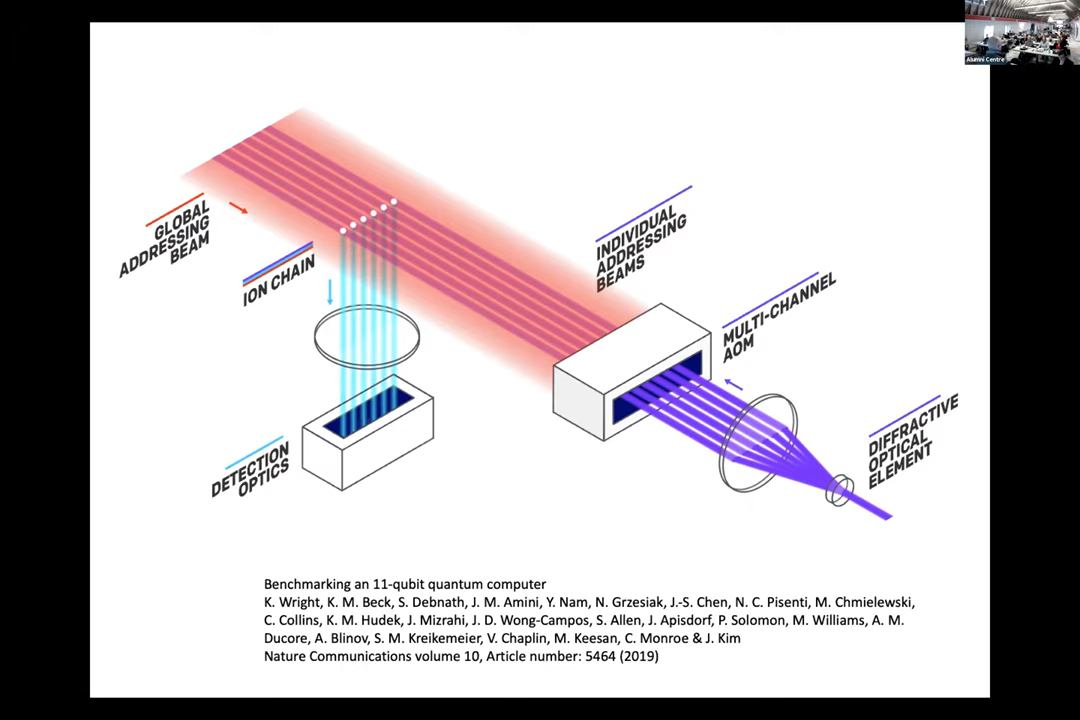 Alumni Centre
GLOBAL
ADDRESSING
BEAM
ION CHAIN
INDIVIDUAL
ADDRESSING
BEAMS
MULTI-CHANNEL
AOM
DIFFRACTIVE
OPTICAL
ELEMENT
DETECTION
OPTICS
Benchmarking an 11-qubit quantum computer
K. Wright, K. M. Beck, S. Debnath, J. M. Amini, Y. Nam, N. Grzesiak, J.-S. Chen, N. C. Pisenti, M. Chmielewski,
C. Collins, K. M. Hudek, J. Mizrahi, J. D. Wong-Campos, S. Allen, J. Apisdorf, P. Solomon, M. Williams, A. M.
Ducore, A. Blinov, S. M. Kreikemeier, V. Chaplin, M. Keesan, C. Monroe & J. Kim
Nature Communications volume 10, Article number: 5464 (2019)